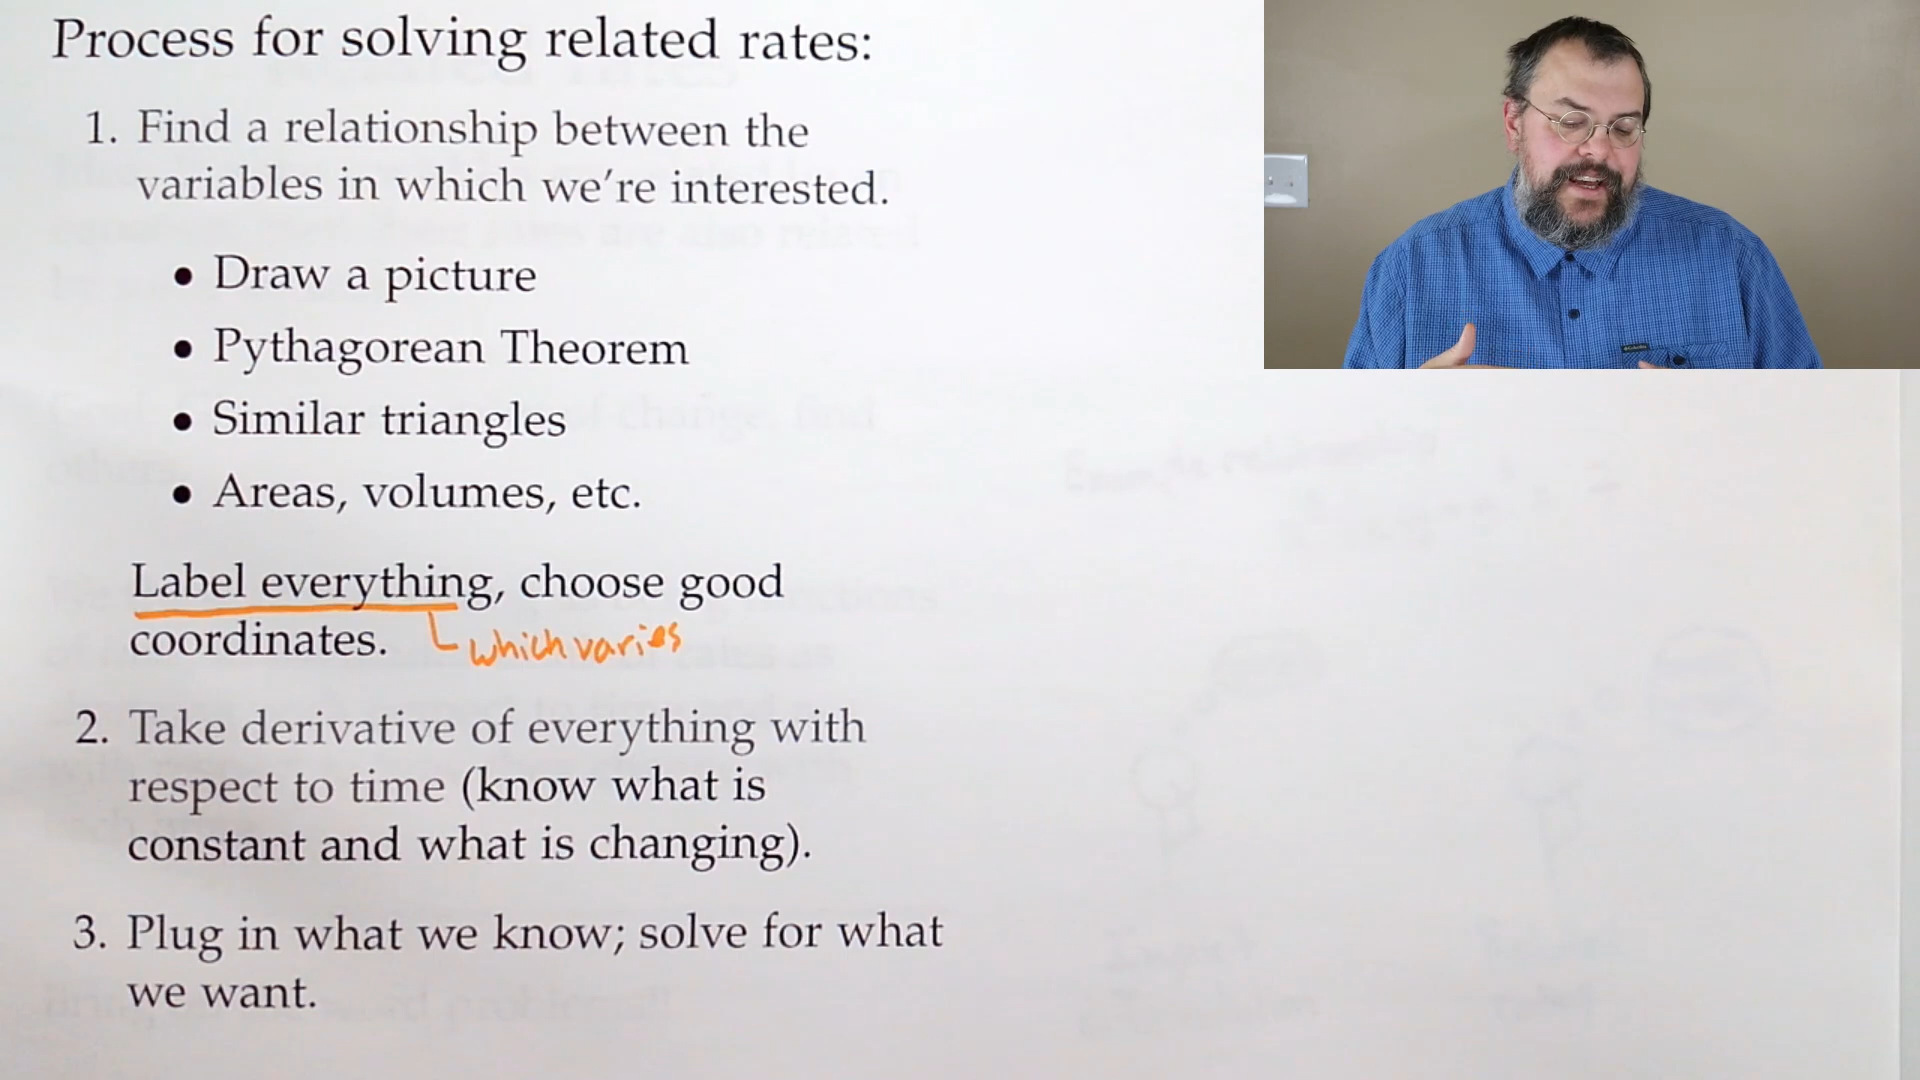 Process for solving related rates:
1. Find a relationship between the
variables in which we're interested.
• Draw a picture
• Pythagorean Theorem
• Similar triangles
• Areas, volumes, etc.
Label everything, choose good
coordinates. which varies
2. Take derivative of everything with
respect to time (know what is
constant and what is changing).
3. Plug in what we know; solve for what
we want.